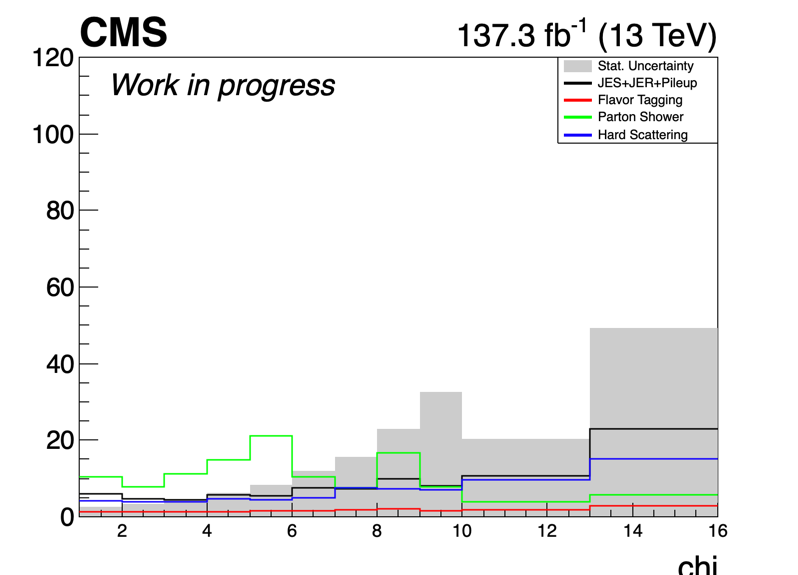 CMS 137.3 fb-1 (13 TeV)
Work in progress
Stat. Uncertainty
JES+JER+Pileup
Flavor Tagging
Parton Shower
Hard Scattering
120
100
80
60
40
20
0
2 4 6 8 10 12 14 16
chi